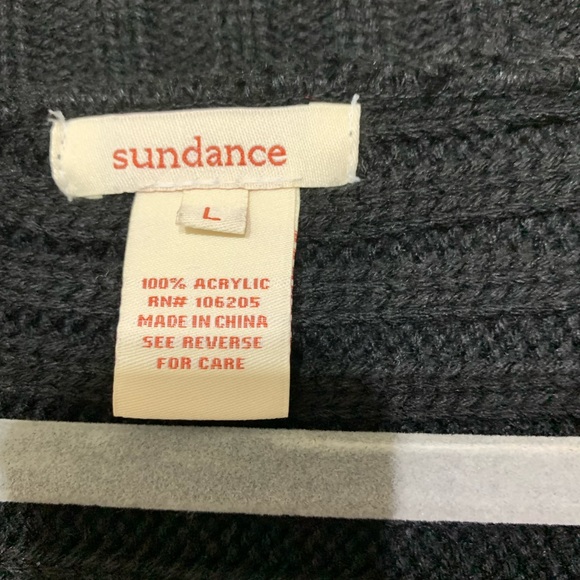 sundance
L
100% ACRYLIC
RN# 106205
MADE IN CHINA
SEE REVERSE
FOR CARE